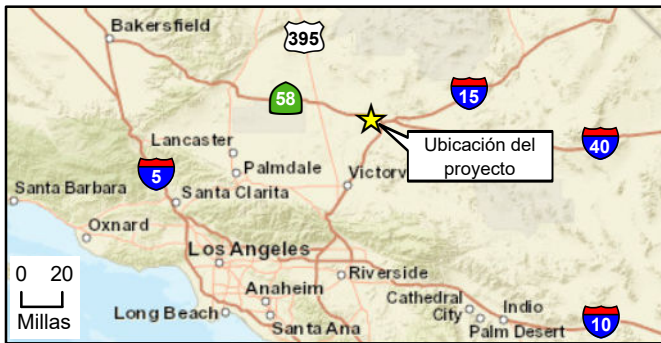 Bakersfield
395
58
15
Lancaster
Ubicación del
proyecto
40
Palmdale
Victorv
5
Santa Barbara
Santa Clarita
Oxnard
Los Angeles
Riverside
0 20
Millas
Anaheim
Cathedral
City
Indio
Long Beach
Santa Ana
Palm Desert
10